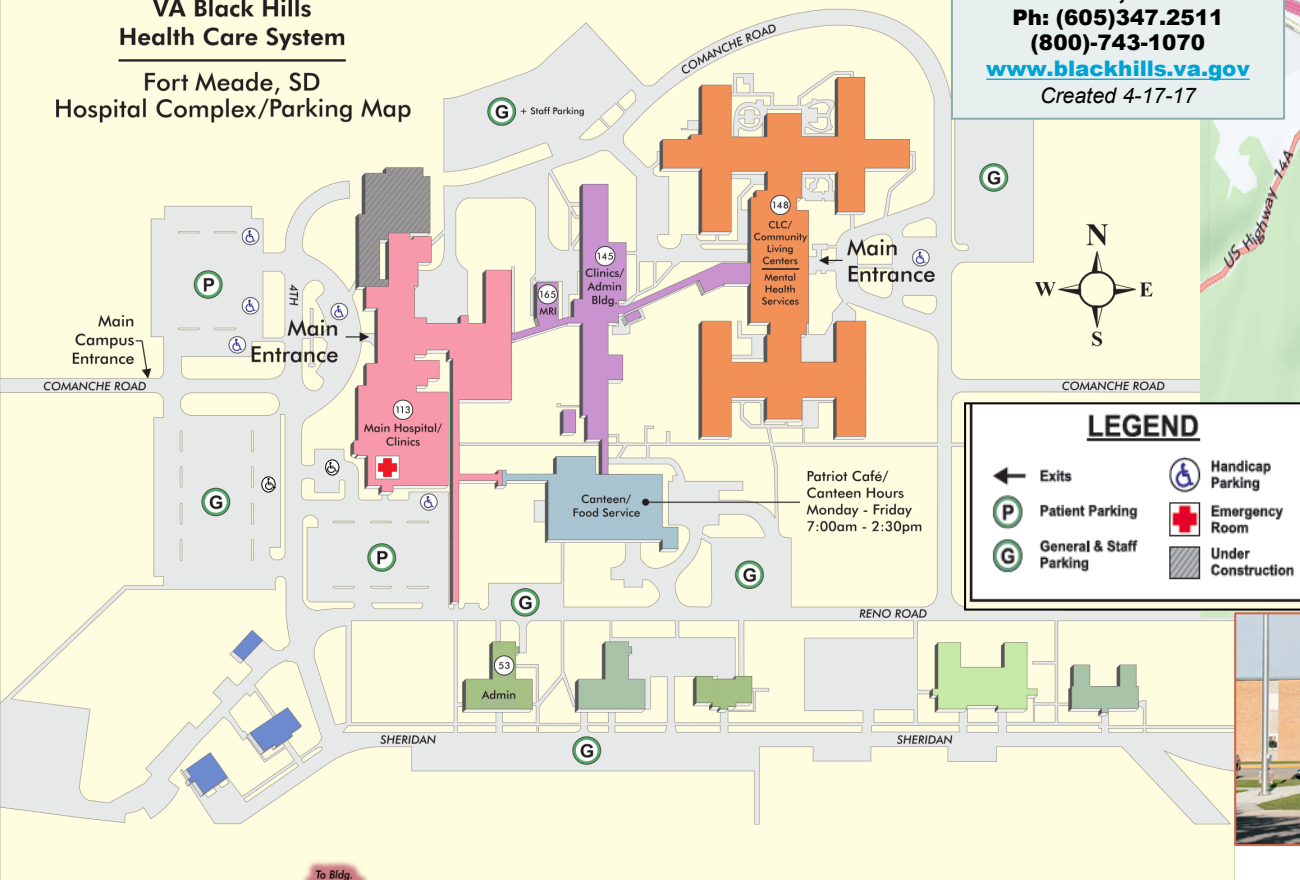 VA Black Hills
Health Care System
Fort Meade, SD
Hospital Complex/Parking Map
Ph: (605)347.2511
(800)-743-1070
www.blackhills.va.gov
Created 4-17-17
COMANCHE ROAD
G + Staff Parking
G
US Highway 14A
148
CLC/
Community
Living
Centers
Mental
Health
Services
Main
Entrance
145
Clinics/
Admin
Bldg.
165
MRI
N
W
E
S
P
4TH
Main
Entrance
Main
Campus
Entrance
COMANCHE ROAD
COMANCHE ROAD
113
Main Hospital/
Clinics
G
P
Canteen/
Food Service
Patriot Café/
Canteen Hours
Monday - Friday
7:00am - 2:30pm
LEGEND
Exits
Handicap
Parking
P
Patient Parking
Emergency
Room
G
General & Staff
Parking
Under
Construction
G
G
RENO ROAD
53
Admin
SHERIDAN
G
SHERIDAN
To Bldg.